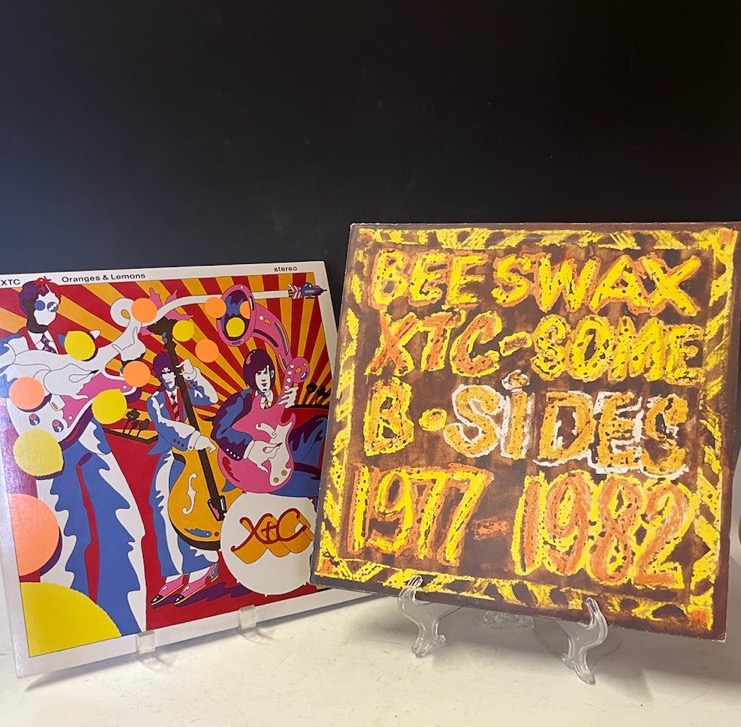 XTC Oranges & Lemons stereo
XTC
BEESWAX
XTC-SOME
B·SiDES
1977-1982